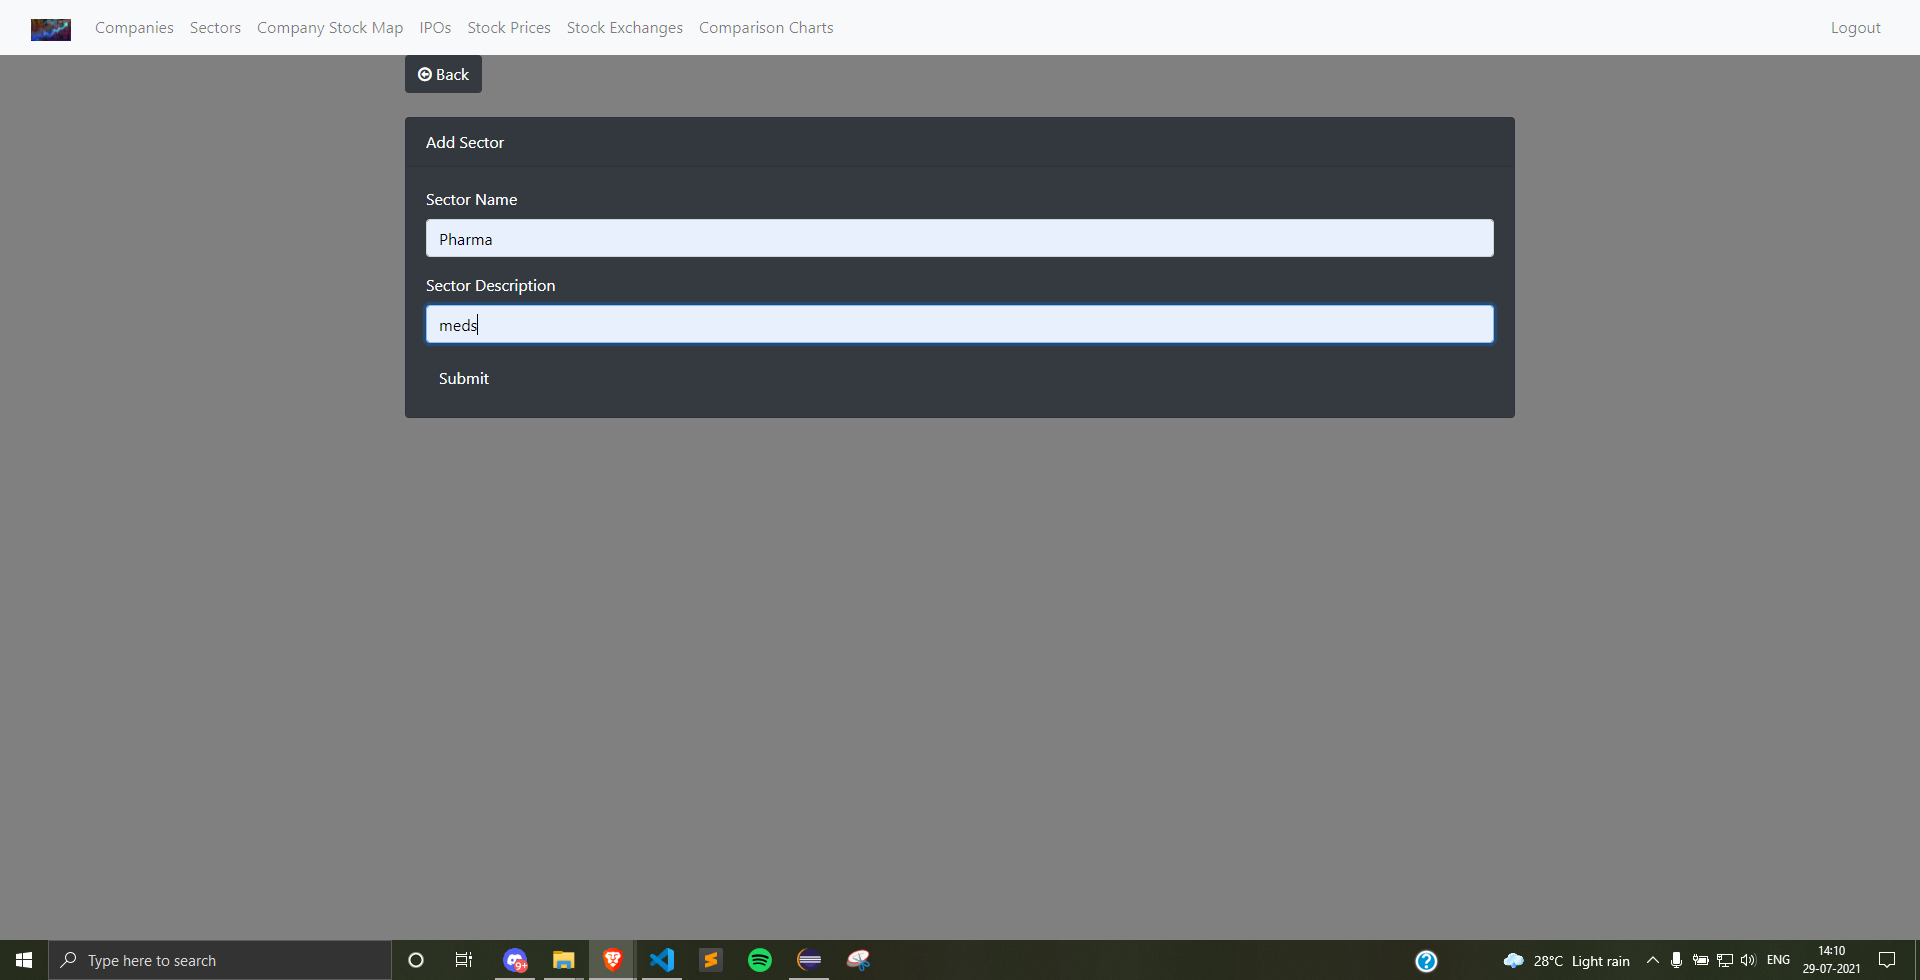 Companies Sectors Company Stock Map IPOs Stock Prices Stock Exchanges Comparison Charts Logout
Back
Add Sector
Sector Name
Pharma
Sector Description
meds
Submit
Type here to search 9+ ? 28°C Light rain ENG 14:10
29-07-2021